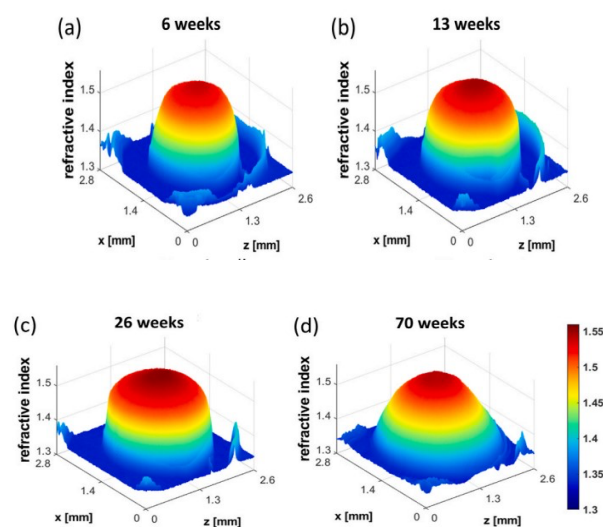 (a) 6 weeks
refractive index
1.5
1.4
1.3
2.8
1.4
0
x [mm]
0
1.3
2.6
z [mm]
(b) 13 weeks
refractive index
1.5
1.4
1.3
2.8
1.4
0
x [mm]
0
1.3
2.6
z [mm]
(c) 26 weeks
refractive index
1.5
1.4
1.3
2.8
1.4
0
x [mm]
0
1.3
2.6
z [mm]
(d) 70 weeks
refractive index
1.5
1.4
1.3
2.8
1.4
0
x [mm]
0
1.3
2.6
z [mm]
1.55
1.5
1.45
1.4
1.35
1.3